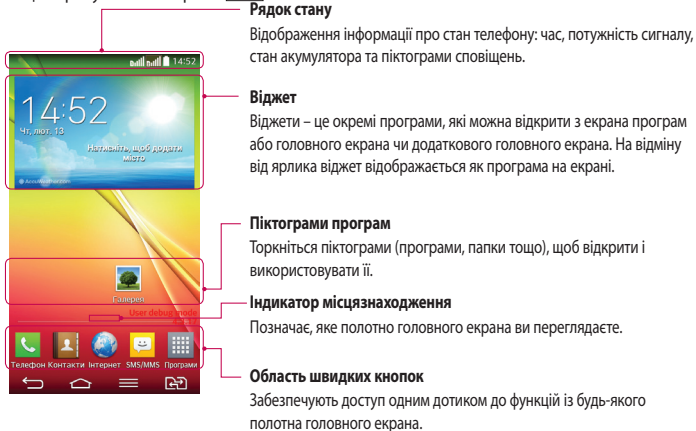 Рядок стану
Відображення інформації про стан телефону: час, потужність сигналу,
стан акумулятора та піктограми сповіщень.
14:52
14:52
Чт, лют. 13
Натисніть, щоб додати
місто
AccuWeather.com
Віджет
Віджети – це окремі програми, які можна відкрити з екрана програм
або головного екрана чи додаткового головного екрана. На відміну
від ярлика віджет відображається як програма на екрані.
Піктограми програм
Торкніться піктограми (програми, папки тощо), щоб відкрити і
використовувати її.
Галерея
User debug mode
Індикатор місцязнаходження
Позначає, яке полотно головного екрана ви переглядаєте.
Телефон Контакти Інтернет SMS/MMS Програми
Область швидких кнопок
Забезпечують доступ одним дотиком до функцій із будь-якого
полотна головного екрана.